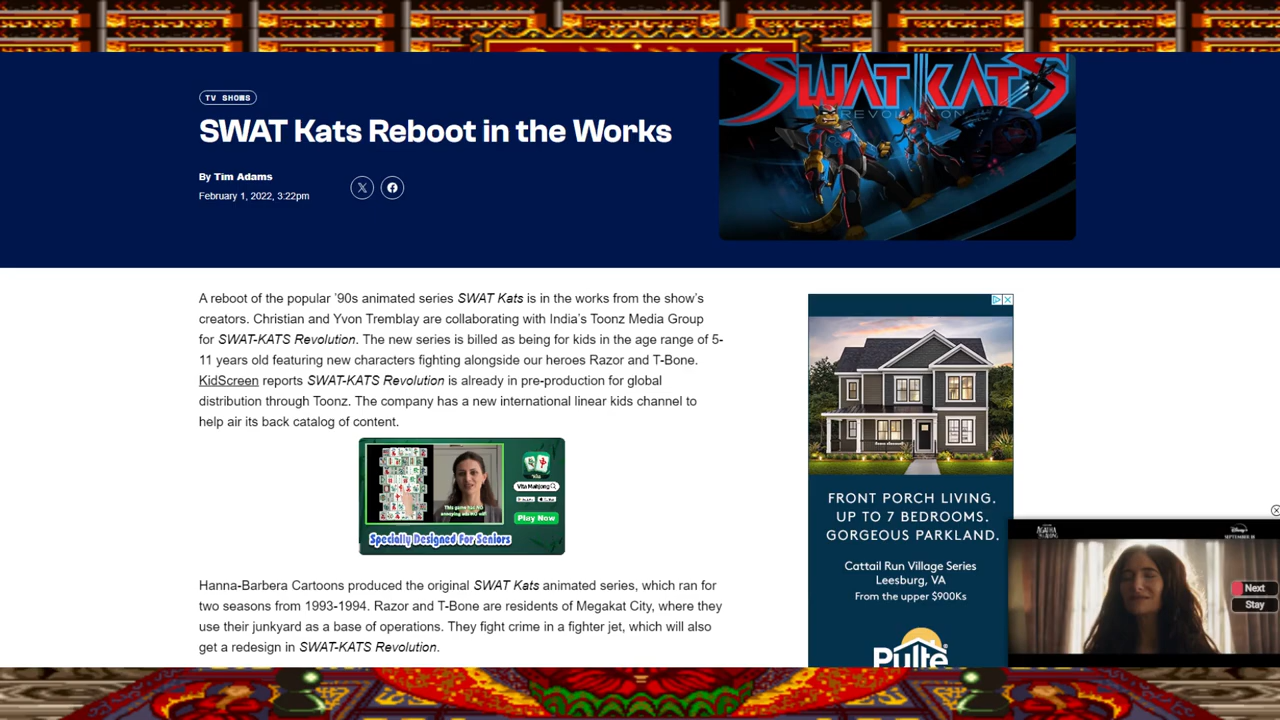 SWAT KATS
REVOLUTION
TV SHOWS
SWAT Kats Reboot in the Works
By Tim Adams
February 1, 2022, 3:22pm
A reboot of the popular ’90s animated series SWAT Kats is in the works from the show’s
creators. Christian and Yvon Tremblay are collaborating with India’s Toonz Media Group
for SWAT-KATS Revolution. The new series is billed as being for kids in the age range of 5-
11 years old featuring new characters fighting alongside our heroes Razor and T-Bone.
KidScreen reports SWAT-KATS Revolution is already in pre-production for global
distribution through Toonz. The company has a new international linear kids channel to
help air its back catalog of content.
Vita Mahjong
Play Now
Specially Designed For Seniors
Hanna-Barbera Cartoons produced the original SWAT Kats animated series, which ran for
two seasons from 1993-1994. Razor and T-Bone are residents of Megakat City, where they
use their junkyard as a base of operations. They fight crime in a fighter jet, which will also
get a redesign in SWAT-KATS Revolution.
FRONT PORCH LIVING.
UP TO 7 BEDROOMS.
GORGEOUS PARKLAND.
Cattail Run Village Series
Leesburg, VA
From the upper $900Ks
Pulte
Disney+
SEPTEMBER 18
Next
Stay